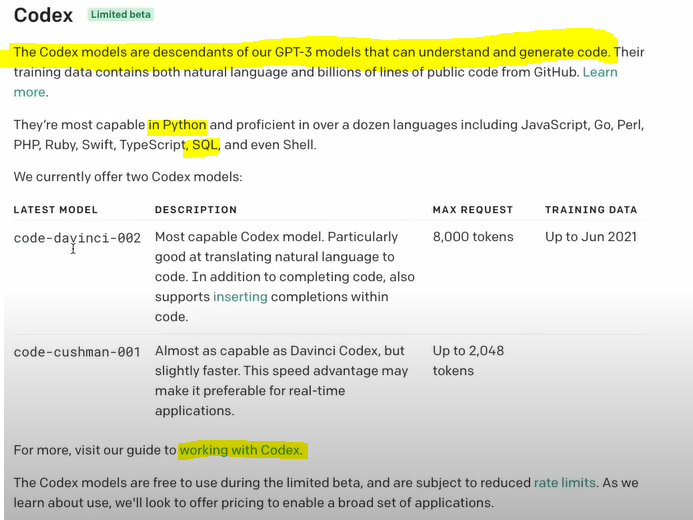 Codex Limited beta
The Codex models are descendants of our GPT-3 models that can understand and generate code. Their
training data contains both natural language and billions of lines of public code from GitHub. Learn
more.
They're most capable in Python and proficient in over a dozen languages including JavaScript, Go, Perl,
PHP, Ruby, Swift, TypeScript, SQL, and even Shell.
We currently offer two Codex models:
LATEST MODEL DESCRIPTION MAX REQUEST TRAINING DATA
code-davinci-002 Most capable Codex model. Particularly 8,000 tokens Up to Jun 2021
good at translating natural language to
code. In addition to completing code, also
supports inserting completions within
code.
code-cushman-001 Almost as capable as Davinci Codex, but Up to 2,048
slightly faster. This speed advantage may tokens
make it preferable for real-time
applications.
For more, visit our guide to working with Codex.
The Codex models are free to use during the limited beta, and are subject to reduced rate limits. As we
learn about use, we'll look to offer pricing to enable a broad set of applications.